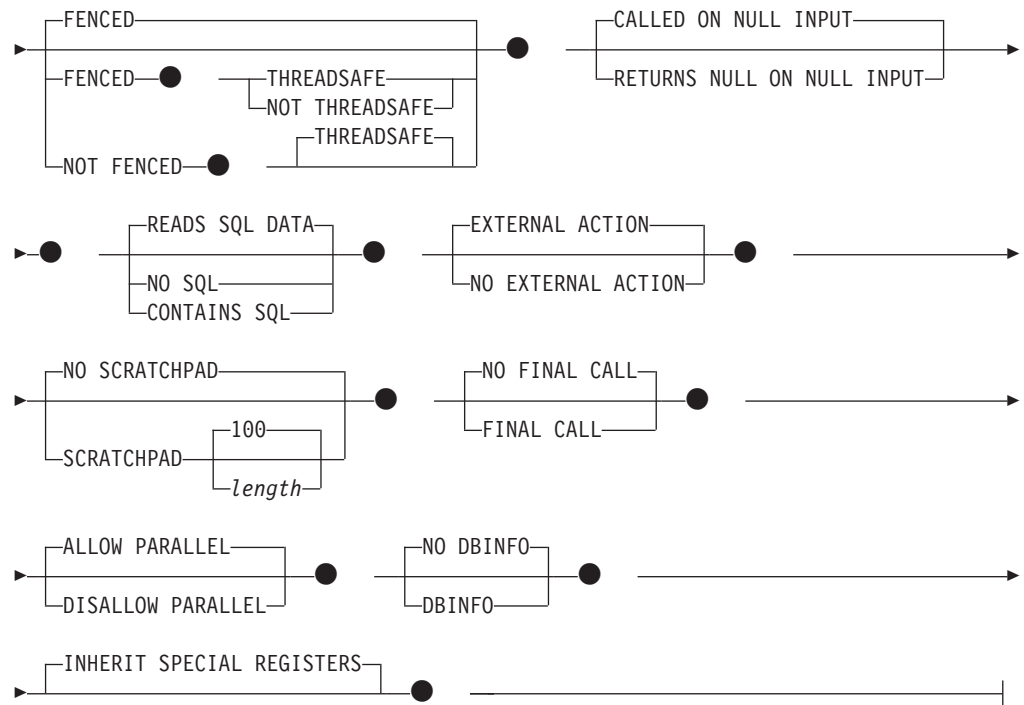 FENCED
CALLED ON NULL INPUT
FENCED
THREADSAFE
RETURNS NULL ON NULL INPUT
NOT THREADSAFE
THREADSAFE
NOT FENCED
READS SQL DATA
EXTERNAL ACTION
NO SQL
NO EXTERNAL ACTION
CONTAINS SQL
NO SCRATCHPAD
NO FINAL CALL
100
FINAL CALL
SCRATCHPAD
length
ALLOW PARALLEL
NO DBINFO
DISALLOW PARALLEL
DBINFO
INHERIT SPECIAL REGISTERS